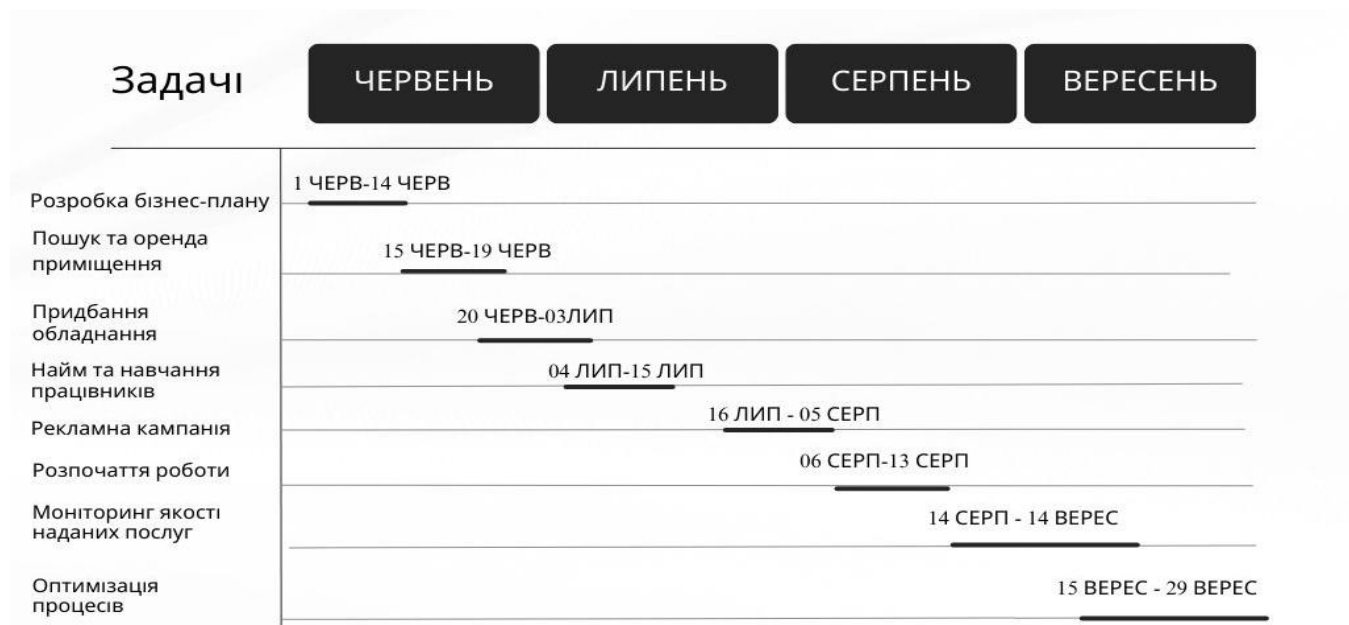 Задачі ЧЕРВЕНЬ ЛИПЕНЬ СЕРПЕНЬ ВЕРЕСЕНЬ
1 ЧЕРВ-14 ЧЕРВ
Розробка бізнес-плану
Пошук та оренда
приміщення
15 ЧЕРВ-19 ЧЕРВ
Придбання
обладнання
20 ЧЕРВ-03ЛИП
Найм та навчання
працівників
04 ЛИП-15 ЛИП
Рекламна кампанія
16 ЛИП - 05 СЕРП
Розпочаття роботи
06 СЕРП-13 СЕРП
Моніторинг якості
наданих послуг
14 СЕРП - 14 ВЕРЕС
Оптимізація
процесів
15 ВЕРЕС - 29 ВЕРЕС